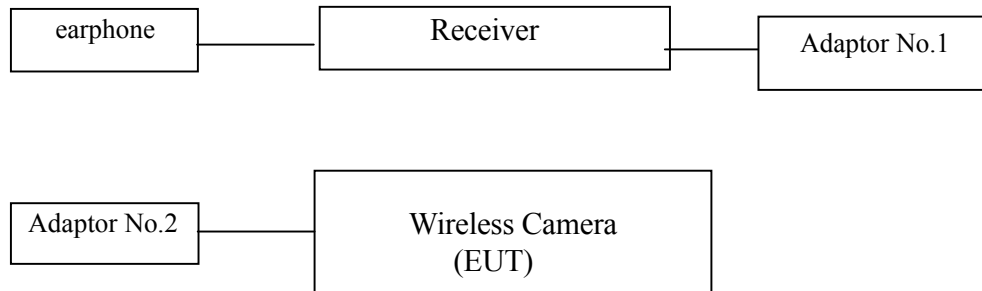 earphone
Receiver
Adaptor No.1
Adaptor No.2
Wireless Camera
(EUT)